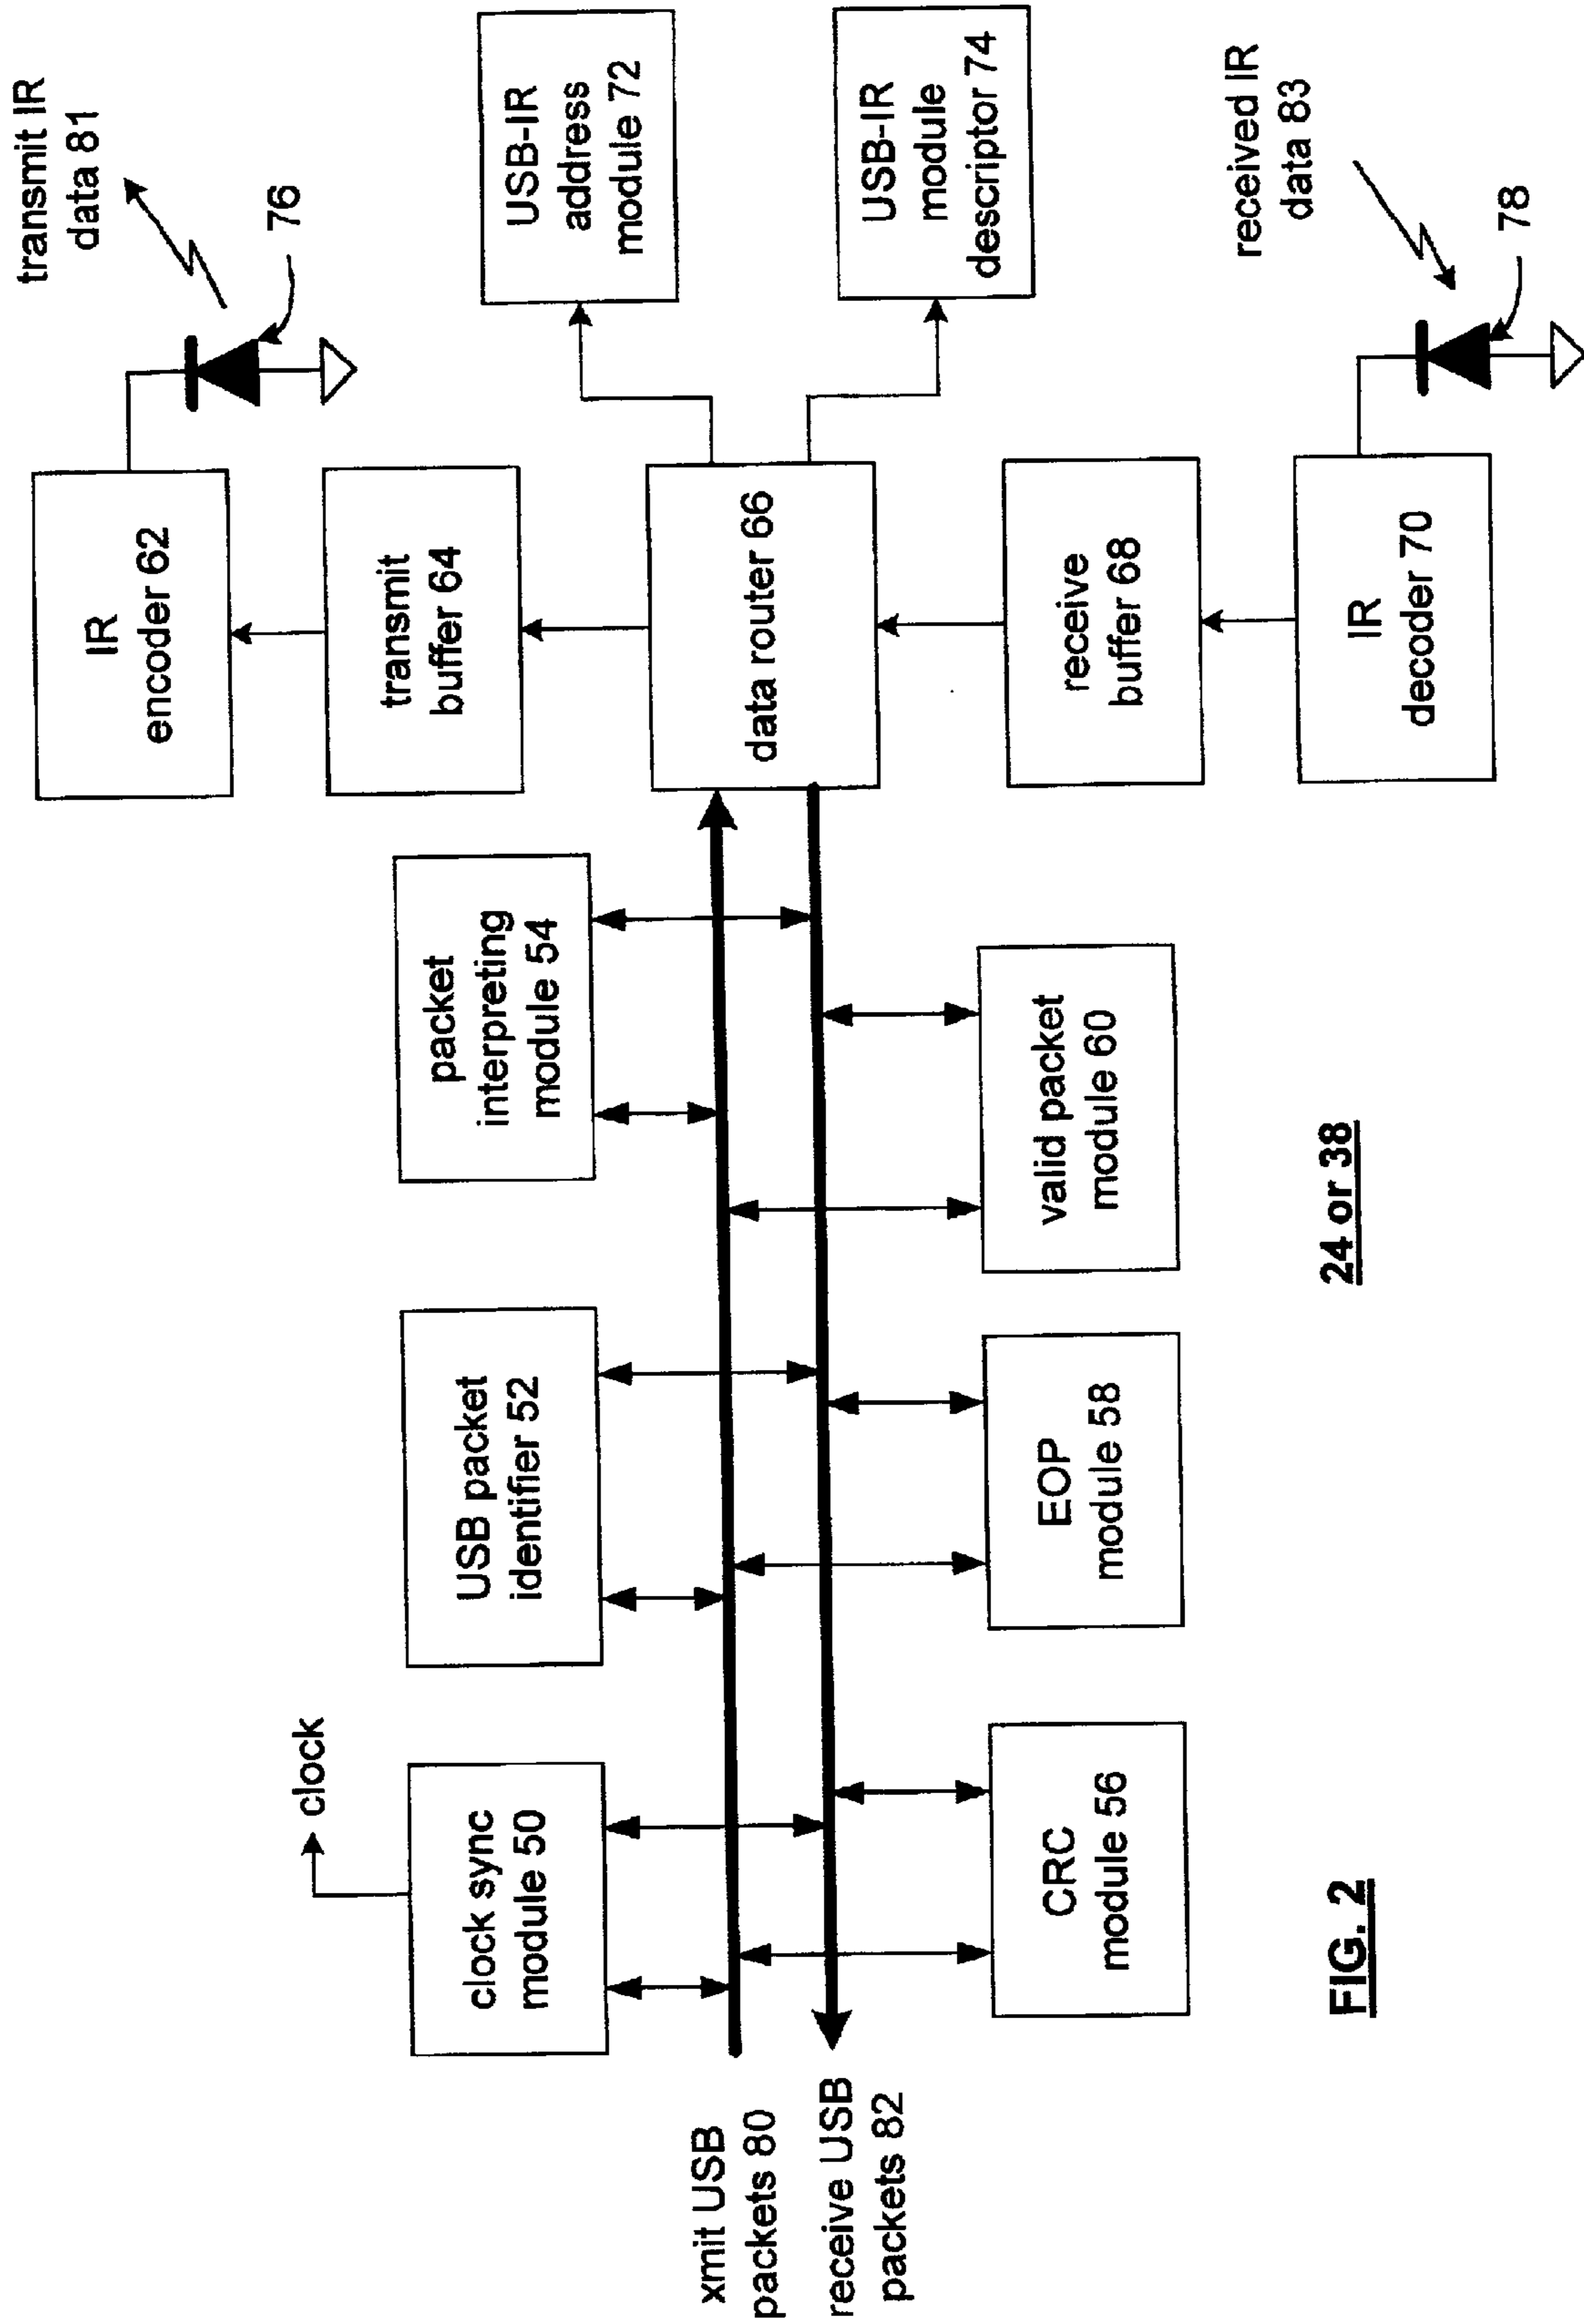 transmit IR
data 81
76
IR
encoder 62
transmit
buffer 64
USB-IR
address
module 72
USB-IR
module
descriptor 74
data router 66
receive
buffer 68
IR
decoder 70
received IR
data 83
78
clock
clock sync
module 50
USB packet
identifier 52
packet
interpreting
module 54
xmit USB
packets 80
receive USB
packets 82
CRC
module 56
EOP
module 58
valid packet
module 60
24 or 38
FIG. 2